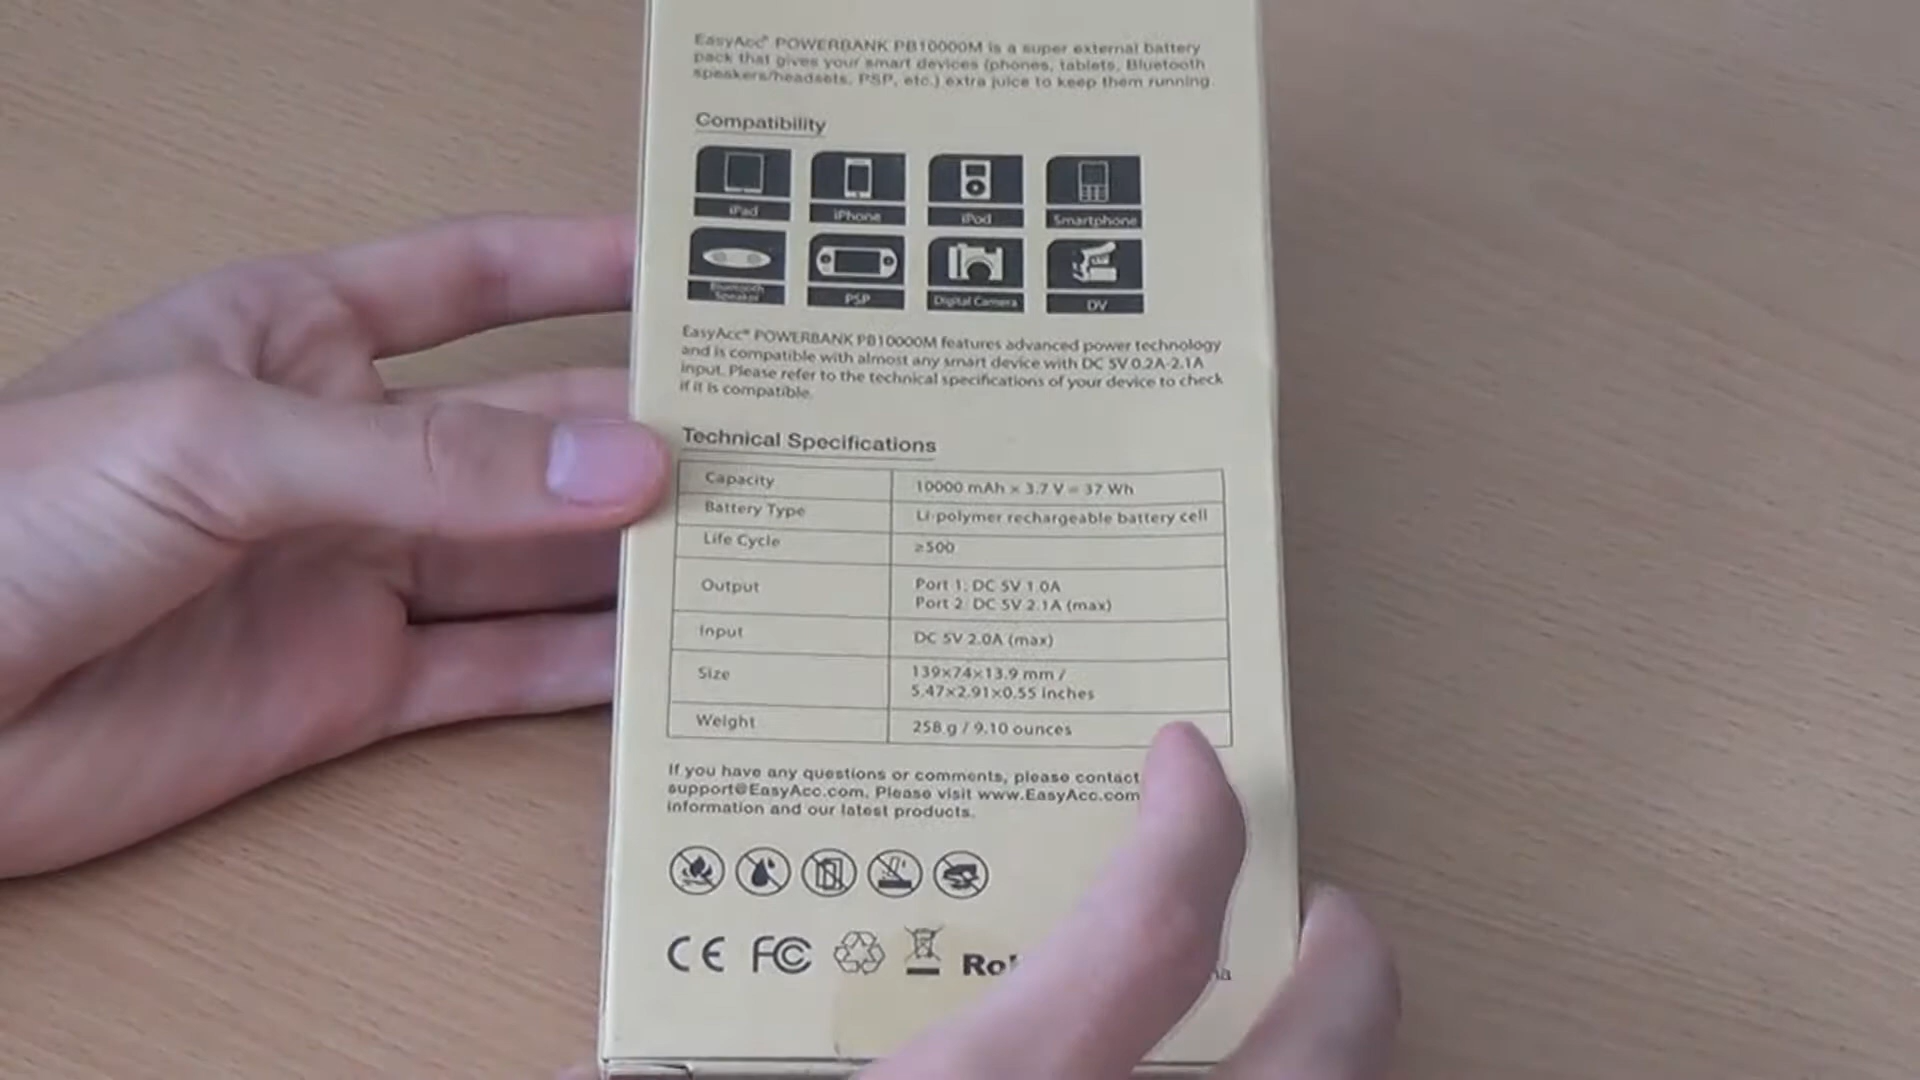 EasyAcc® POWERBANK PB10000M is a super external battery
pack that gives your smart devices (phones, tablets, Bluetooth
speakers/headsets, PSP, etc.) extra juice to keep them running.
Compatibility
iPad
iPhone
iPod
Smartphone
Bluetooth
Speaker
PSP
Digital Camera
DV
EasyAcc® POWERBANK PB10000M features advanced power technology
and is compatible with almost any smart device with DC 5V 0.2A-2.1A
input. Please refer to the technical specifications of your device to check
if it is compatible.
Technical Specifications
Capacity
10000 mAh × 3.7 V = 37 Wh
Battery Type
Li-polymer rechargeable battery cell
Life Cycle
≥500
Output
Port 1: DC 5V 1.0A
Port 2: DC 5V 2.1A (max)
Input
DC 5V 2.0A (max)
Size
139×74×13.9 mm /
5.47×2.91×0.55 inches
Weight
258 g / 9.10 ounces
If you have any questions or comments, please contact
support@EasyAcc.com. Please visit www.EasyAcc.com
information and our latest products.
CE FC